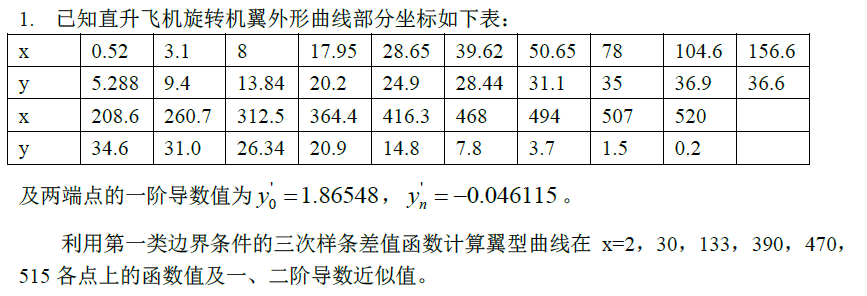 1. 已知直升飞机旋转机翼外形曲线部分坐标如下表：
x 0.52 3.1 8 17.95 28.65 39.62 50.65 78 104.6 156.6
y 5.288 9.4 13.84 20.2 24.9 28.44 31.1 35 36.9 36.6
x 208.6 260.7 312.5 364.4 416.3 468 494 507 520
y 34.6 31.0 26.34 20.9 14.8 7.8 3.7 1.5 0.2
及两端点的一阶导数值为 y₀' = 1.86548， yₙ' = −0.046115 。
利用第一类边界条件的三次样条差值函数计算翼型曲线在 x=2，30，133，390，470，
515 各点上的函数值及一、二阶导数近似值。